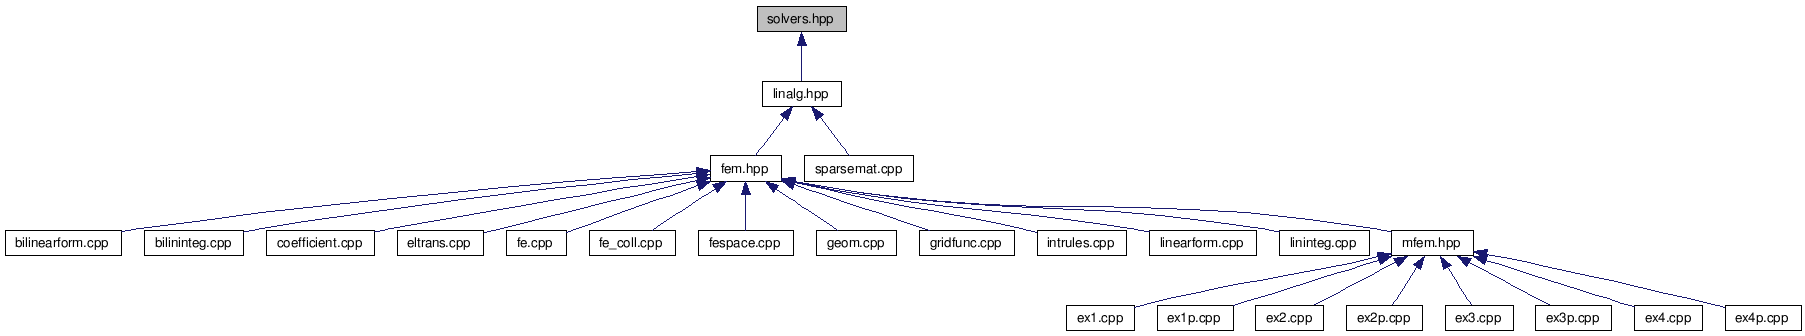 solvers.hpp
linalg.hpp
fem.hpp
sparsemat.cpp
bilinearform.cpp
bilininteg.cpp
coefficient.cpp
eltrans.cpp
fe.cpp
fe_coll.cpp
fespace.cpp
geom.cpp
gridfunc.cpp
intrules.cpp
linearform.cpp
lininteg.cpp
mfem.hpp
ex1.cpp
ex1p.cpp
ex2.cpp
ex2p.cpp
ex3.cpp
ex3p.cpp
ex4.cpp
ex4p.cpp